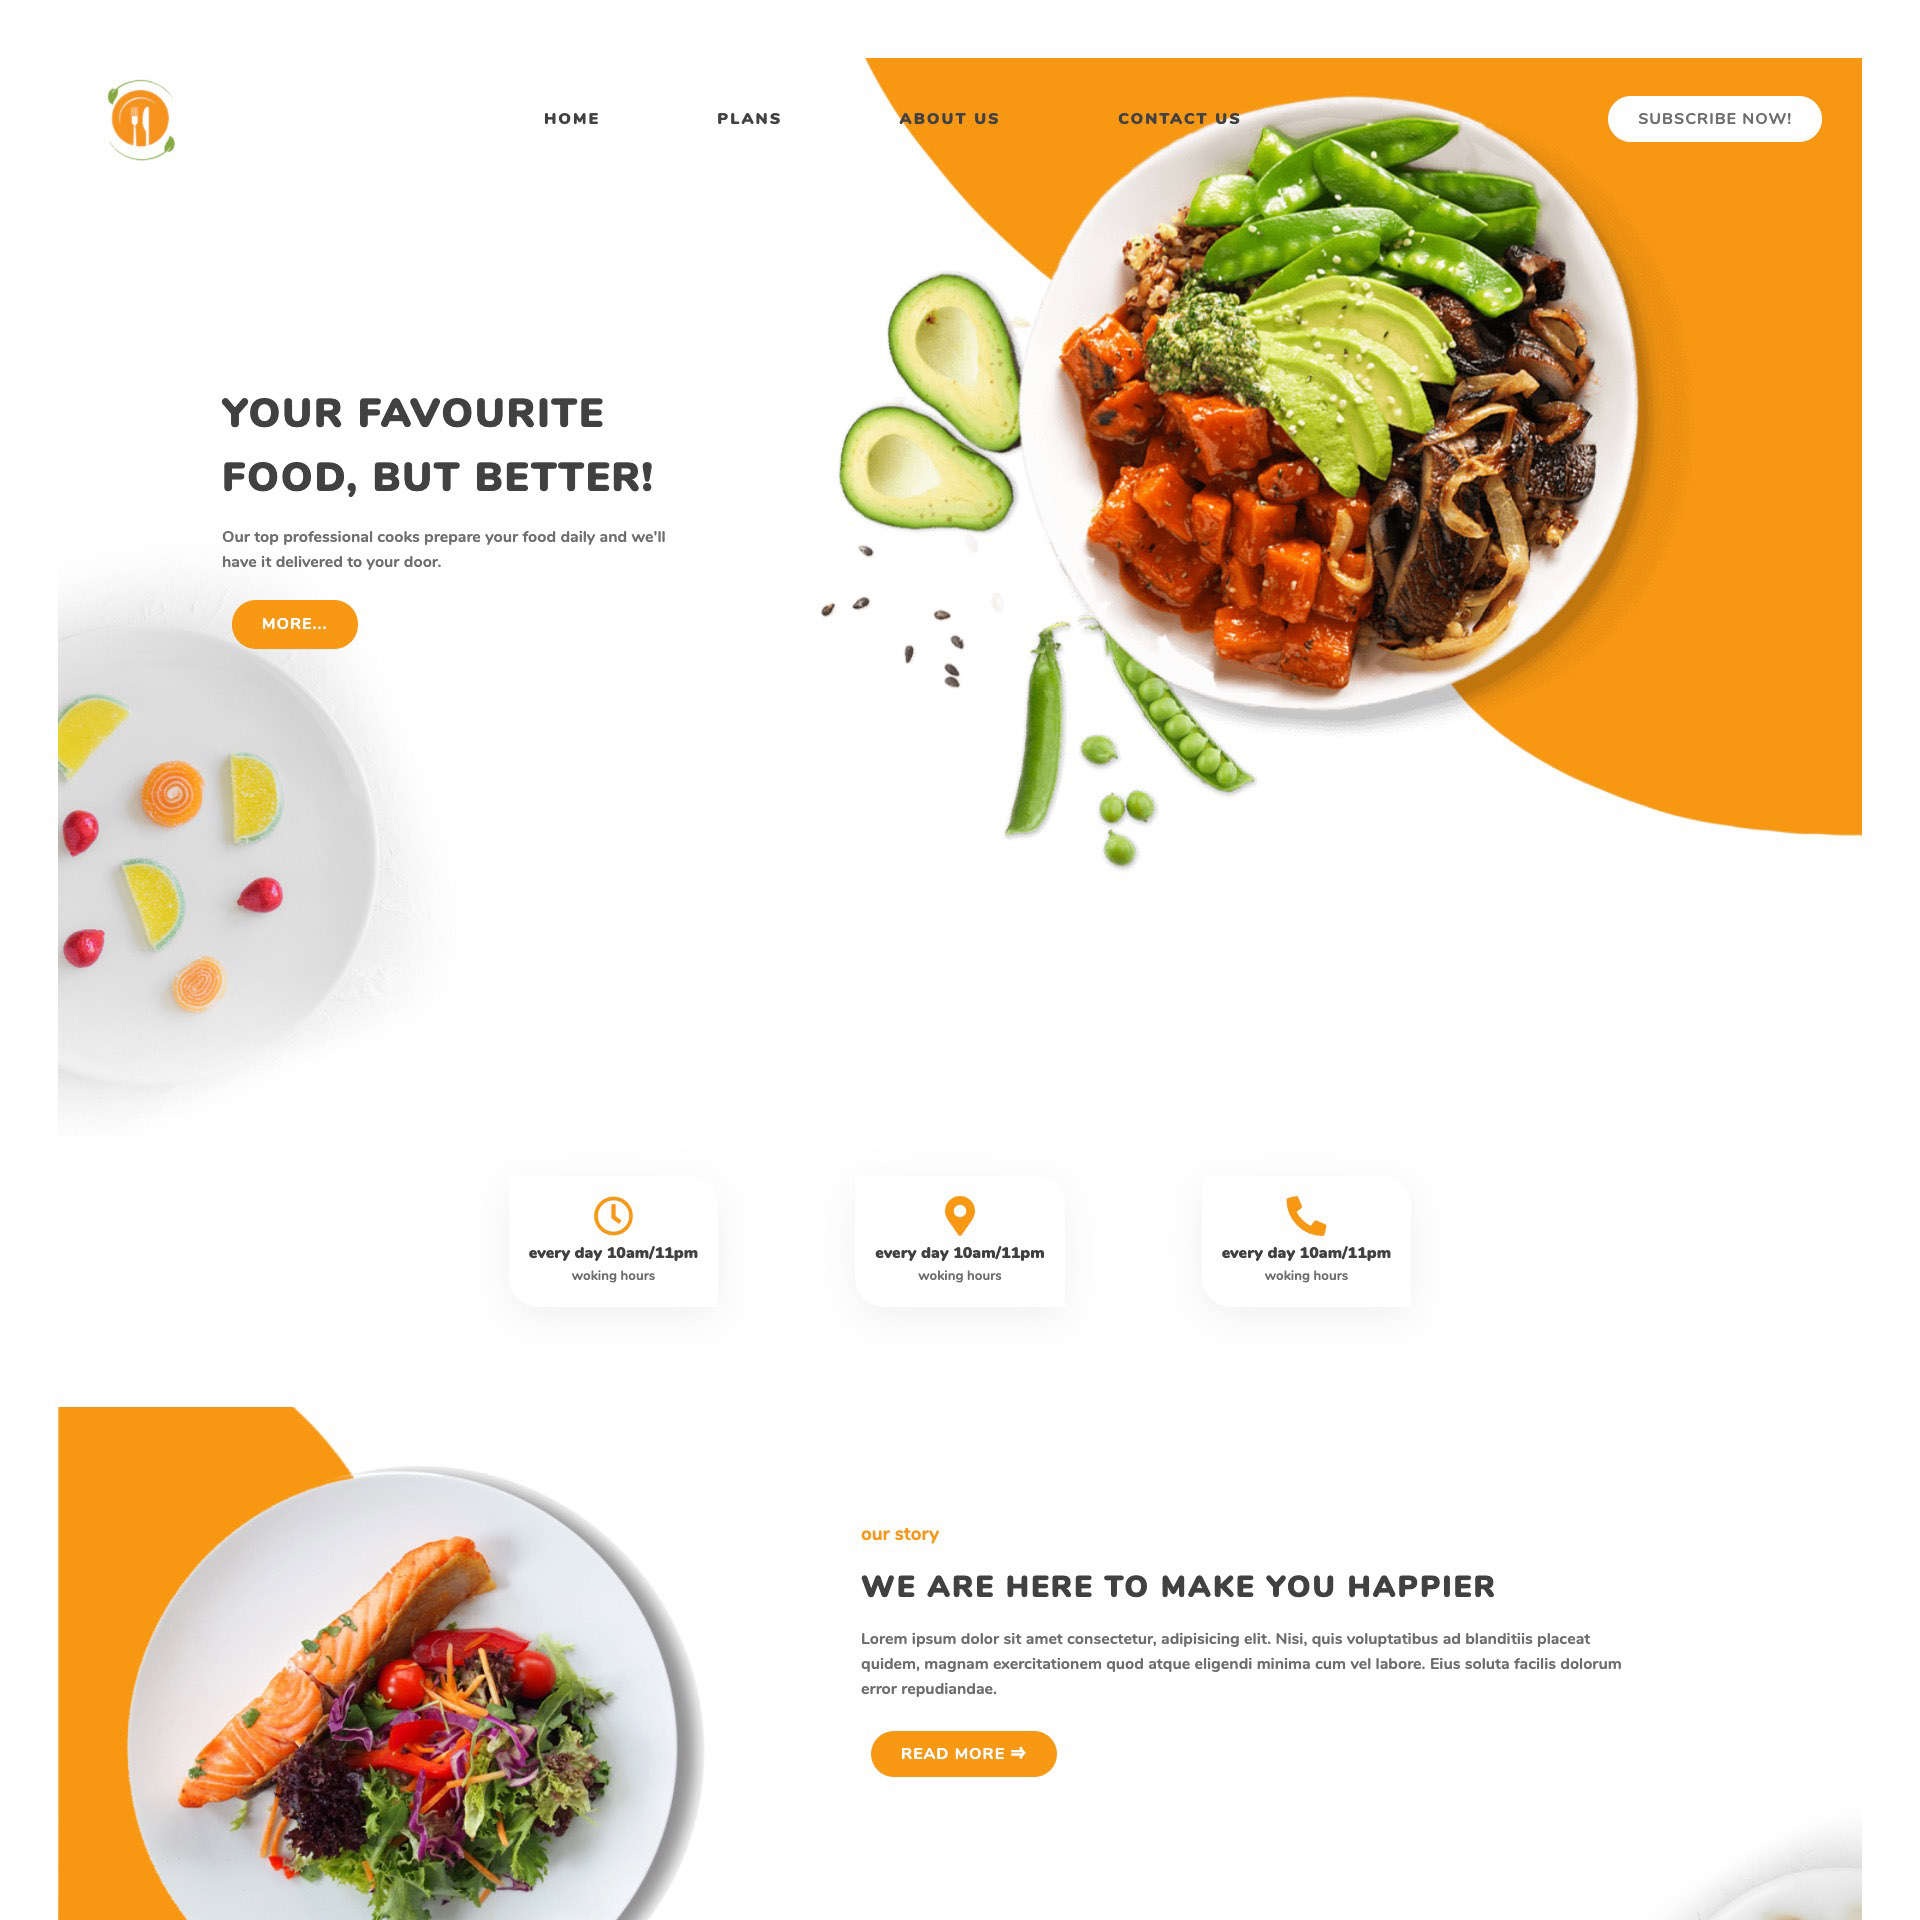 HOME
PLANS
ABOUT US
CONTACT US
SUBSCRIBE NOW!
YOUR FAVOURITE
FOOD, BUT BETTER!
Our top professional cooks prepare your food daily and we'll
have it delivered to your door.
MORE...
every day 10am/11pm
woking hours
every day 10am/11pm
woking hours
every day 10am/11pm
woking hours
our story
WE ARE HERE TO MAKE YOU HAPPIER
Lorem ipsum dolor sit amet consectetur, adipisicing elit. Nisi, quis voluptatibus ad blanditiis placeat
quidem, magnam exercitationem quod atque eligendi minima cum vel labore. Eius soluta facilis dolorum
error repudiandae.
READ MORE ⇒